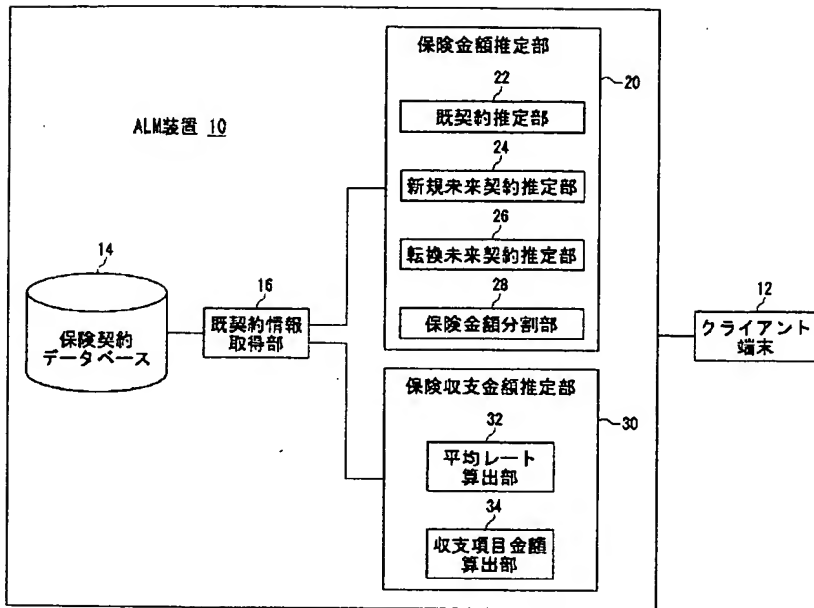 ALM装置 10
14
保険契約
データベース
16
既契約情報
取得部
保険金額推定部
20
22
既契約推定部
24
新規未来契約推定部
26
転換未来契約推定部
28
保険金額分割部
保険収支金額推定部
30
32
平均レート
算出部
34
収支項目金額
算出部
12
クライアント
端末